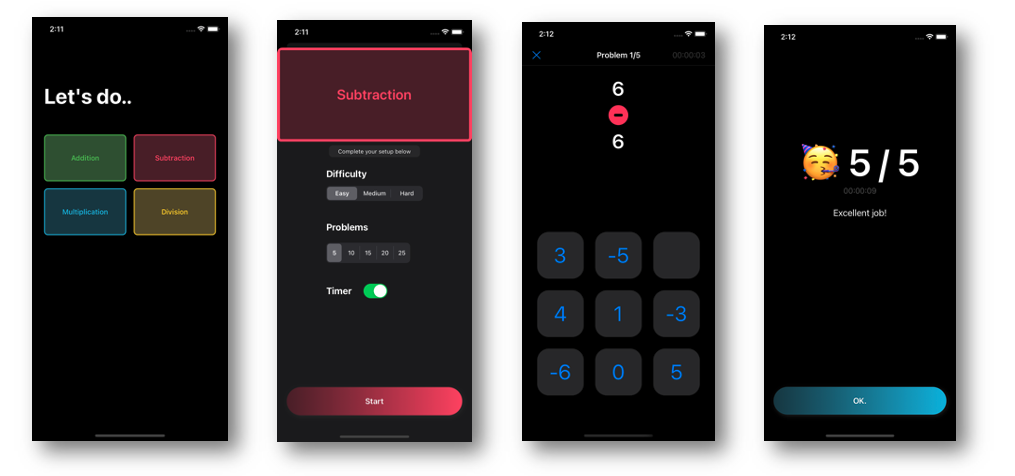 2:11
Let's do..
Addition
Subtraction
Multiplication
Division
2:11
Subtraction
Complete your setup below
Difficulty
Easy Medium Hard
Problems
5 10 15 20 25
Timer
Start
2:12
Problem 1/5 00:00:03
6
6
3 -5
4 1 -3
-6 0 5
2:12
5 / 5
00:00:09
Excellent job!
OK.